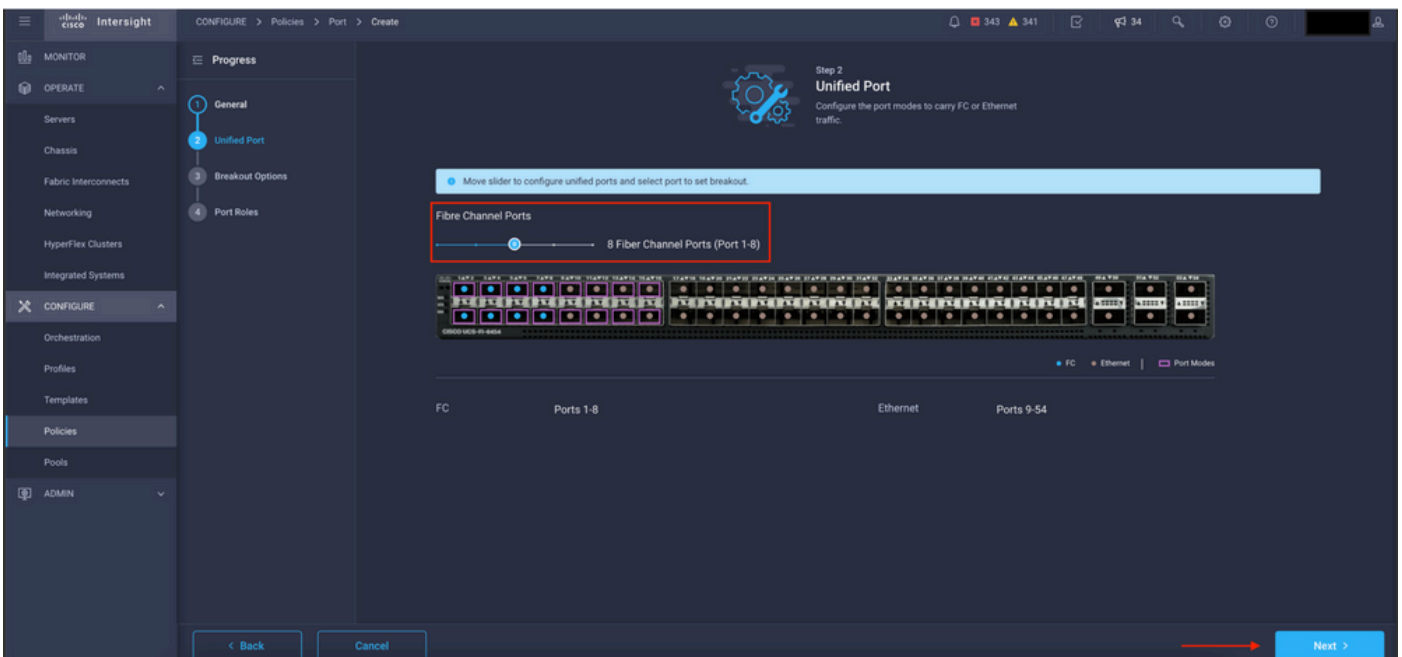 cisco Intersight
CONFIGURE > Policies > Port > Create
343 341
34
MONITOR
OPERATE
Servers
Chassis
Fabric Interconnects
Networking
HyperFlex Clusters
Integrated Systems
CONFIGURE
Orchestration
Profiles
Templates
Policies
Pools
ADMIN
Progress
1 General
2 Unified Port
3 Breakout Options
4 Port Roles
Step 2
Unified Port
Configure the port modes to carry FC or Ethernet
traffic.
Move slider to configure unified ports and select port to set breakout.
Fibre Channel Ports
8 Fiber Channel Ports (Port 1-8)
CISCO UCS-FI-6454
FC Ethernet | Port Modes
FC Ports 1-8 Ethernet Ports 9-54
< Back Cancel Next >